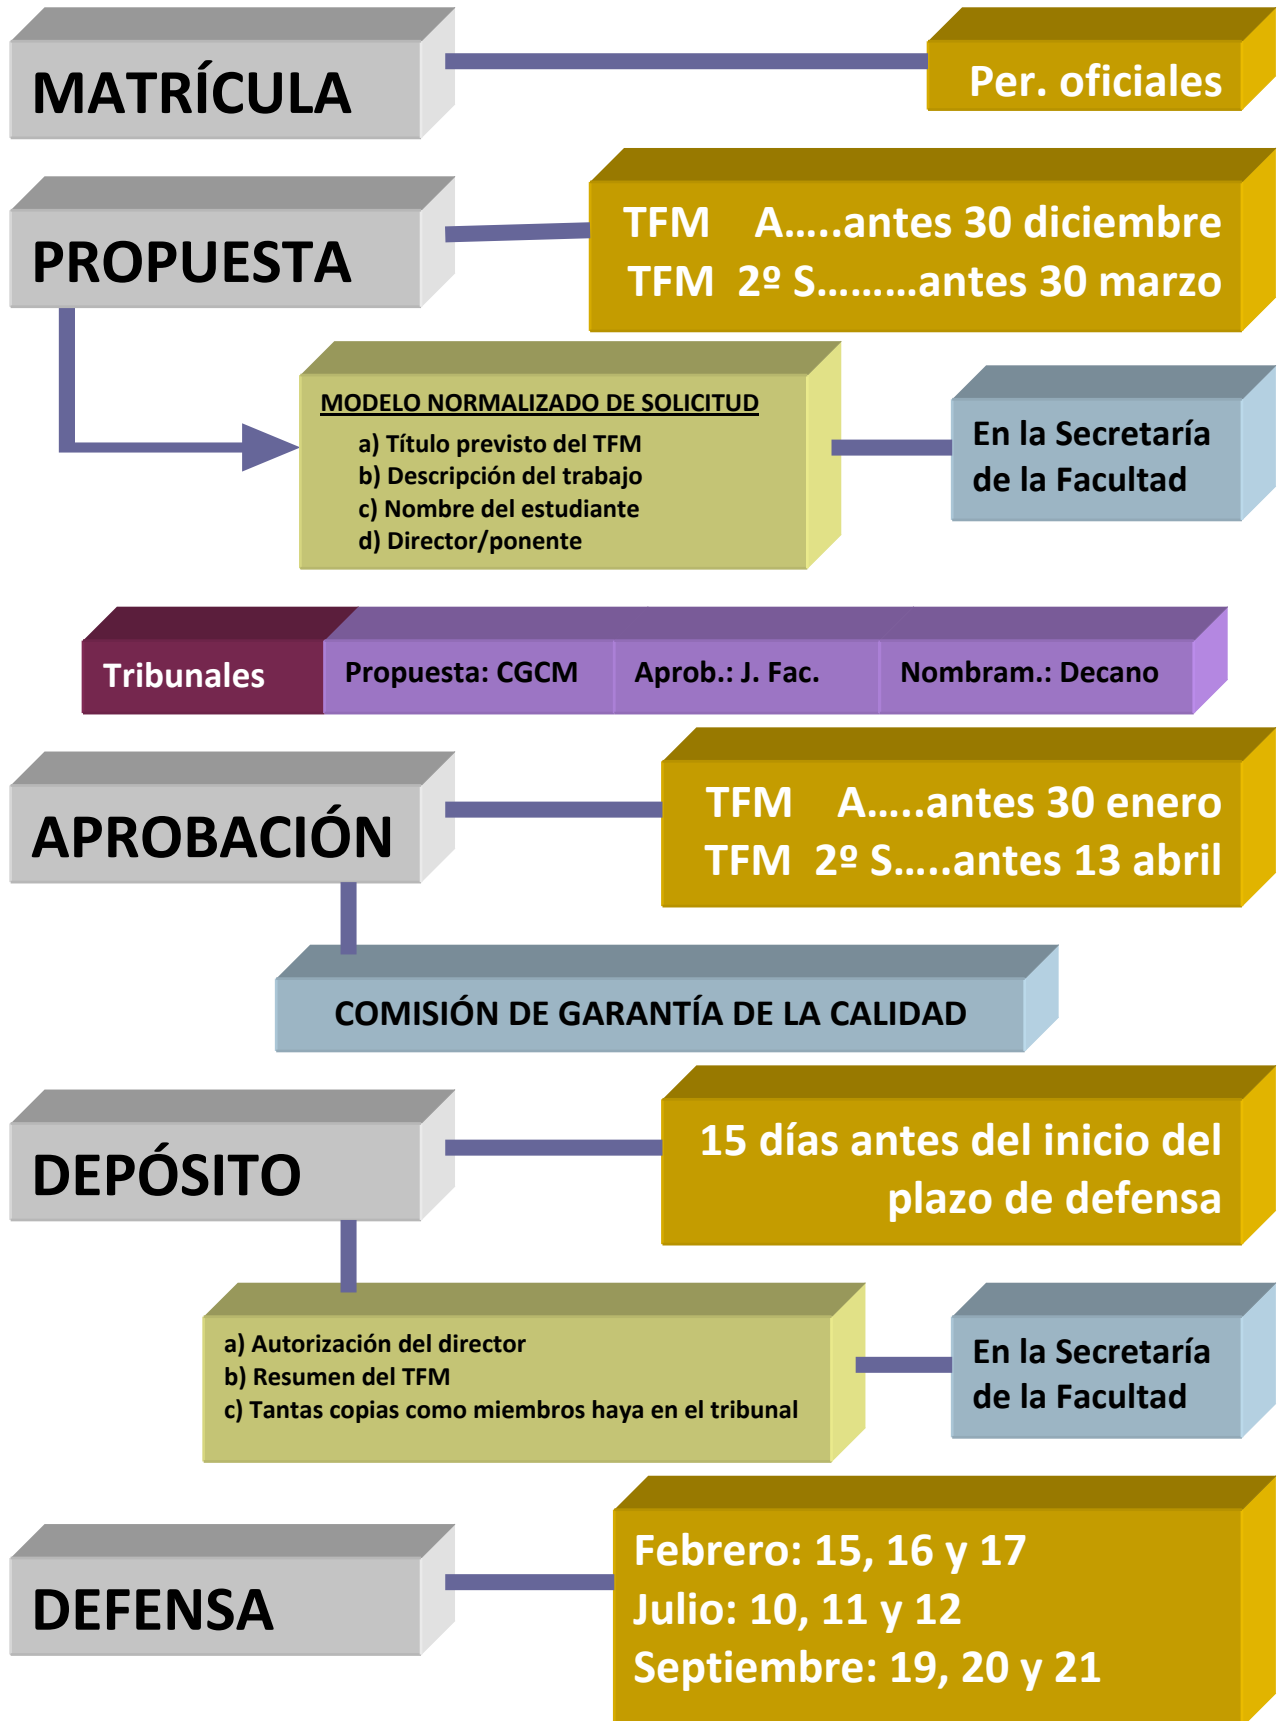 MATRÍCULA
Per. oficiales
PROPUESTA
TFM A…..antes 30 diciembre
TFM 2º S………antes 30 marzo
MODELO NORMALIZADO DE SOLICITUD
a) Título previsto del TFM
b) Descripción del trabajo
c) Nombre del estudiante
d) Director/ponente
En la Secretaría
de la Facultad
Tribunales
Propuesta: CGCM
Aprob.: J. Fac.
Nombram.: Decano
APROBACIÓN
TFM A…..antes 30 enero
TFM 2º S…..antes 13 abril
COMISIÓN DE GARANTÍA DE LA CALIDAD
DEPÓSITO
15 días antes del inicio del
plazo de defensa
a) Autorización del director
b) Resumen del TFM
c) Tantas copias como miembros haya en el tribunal
En la Secretaría
de la Facultad
DEFENSA
Febrero: 15, 16 y 17
Julio: 10, 11 y 12
Septiembre: 19, 20 y 21